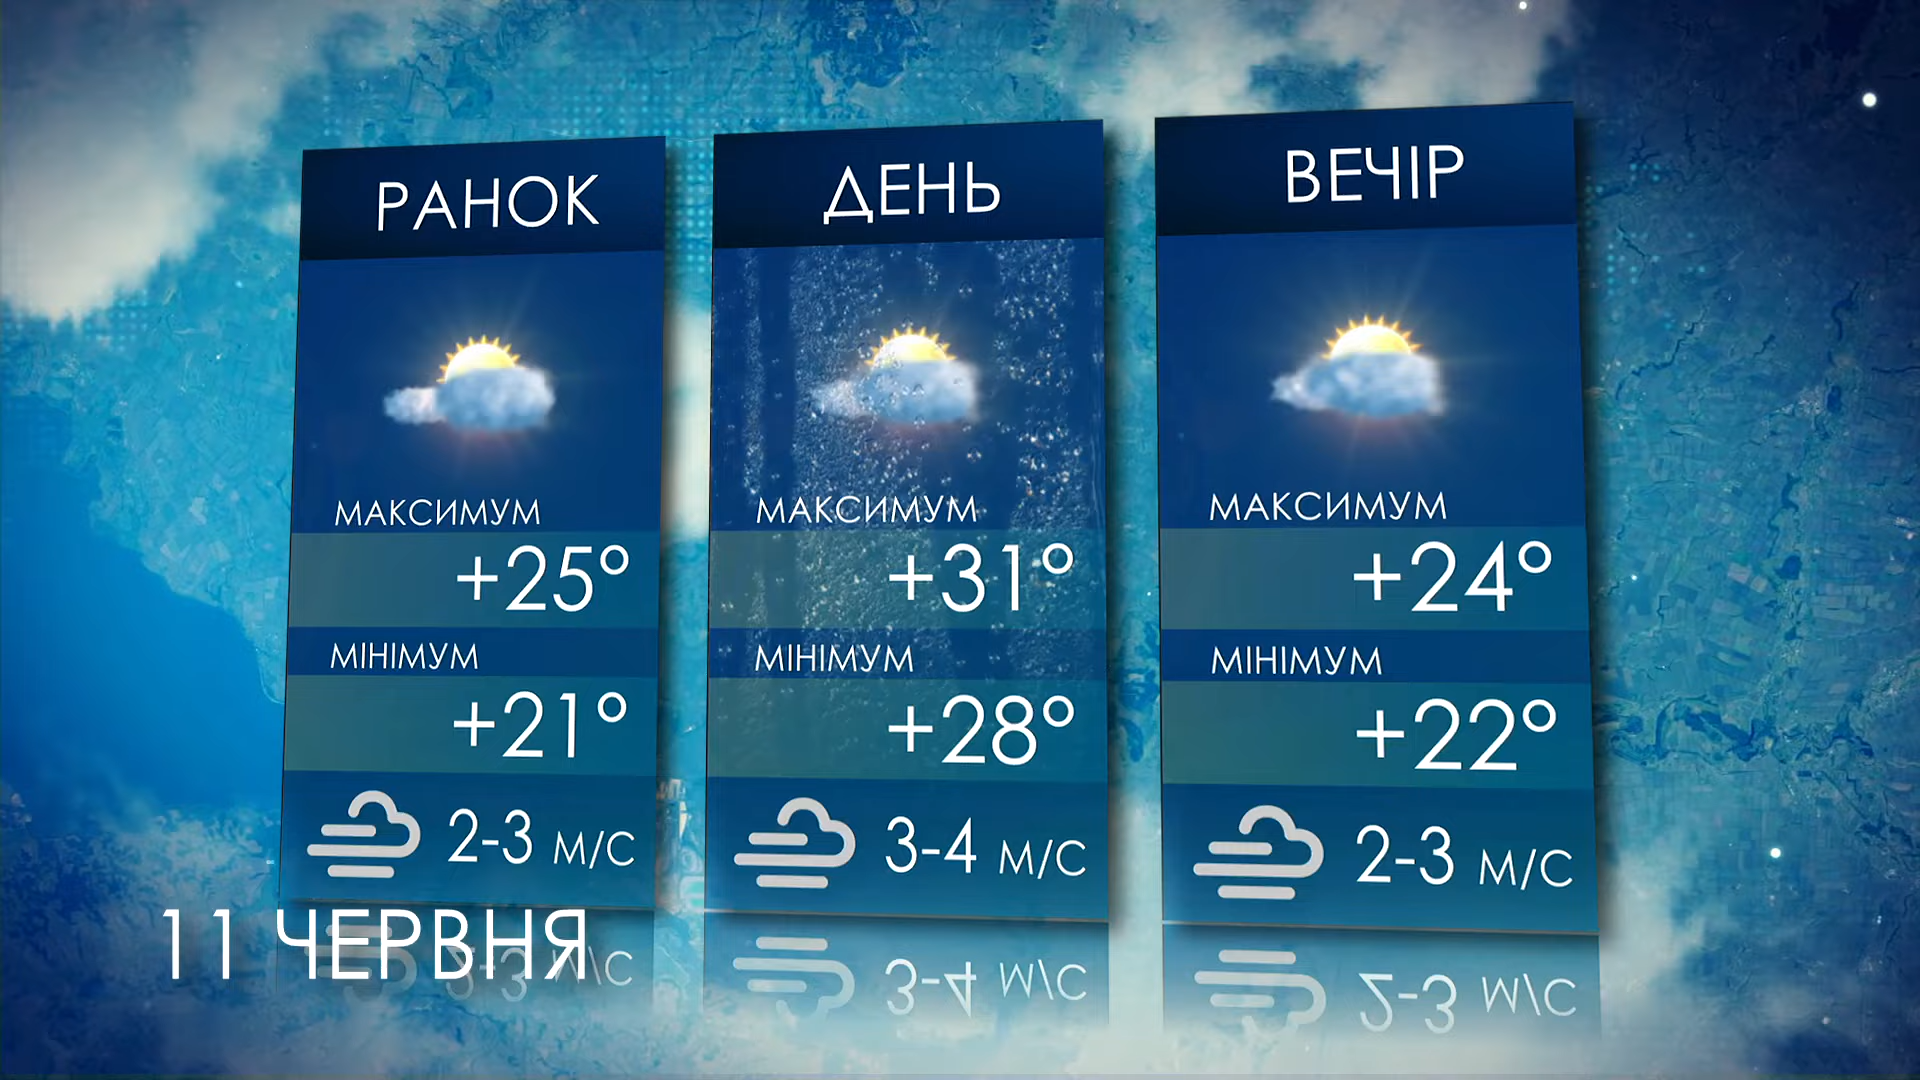 РАНОК
МАКСИМУМ
+25°
МІНІМУМ
+21°
2-3 М/С
ДЕНЬ
МАКСИМУМ
+31°
МІНІМУМ
+28°
3-4 М/С
ВЕЧІР
МАКСИМУМ
+24°
МІНІМУМ
+22°
2-3 М/С
11 ЧЕРВНЯ